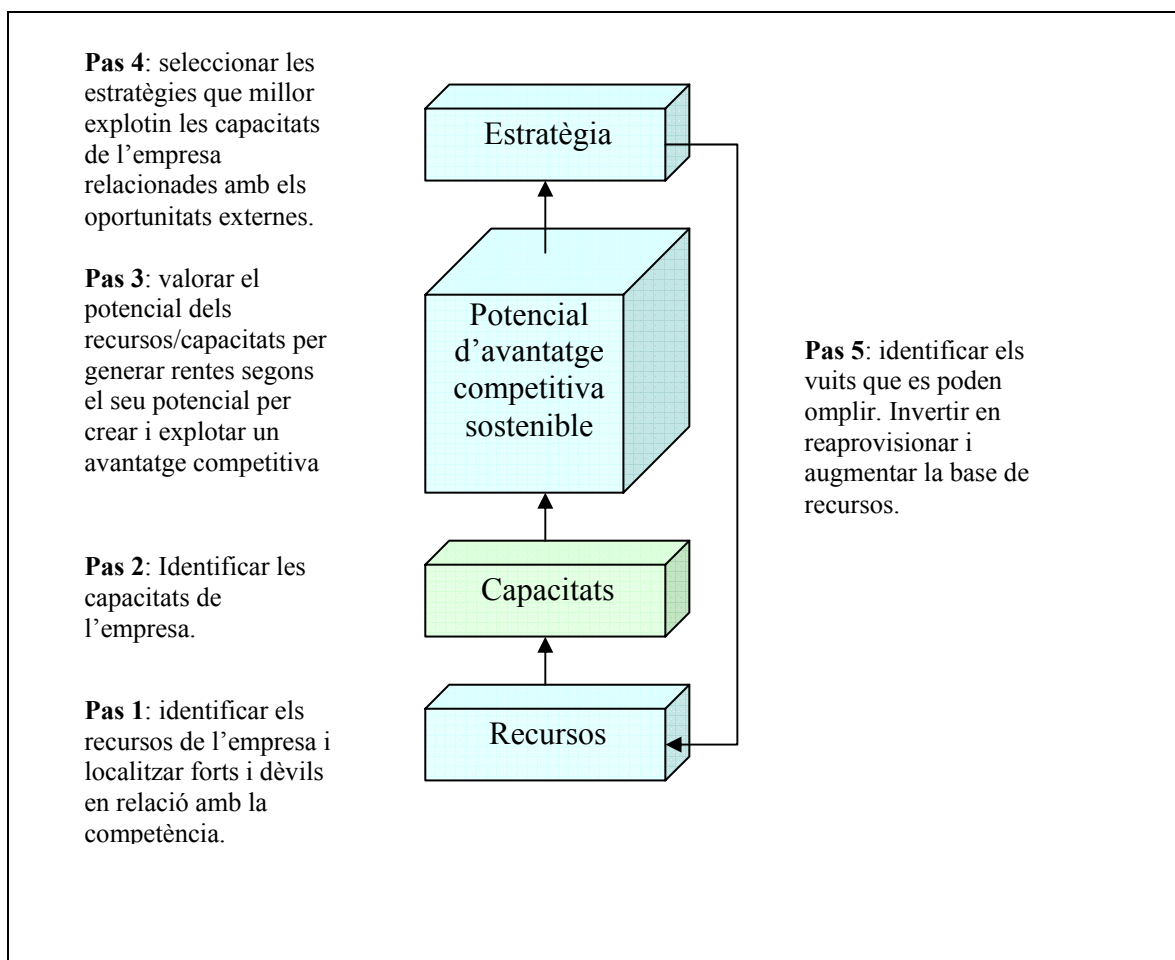 Pas 4: seleccionar les
estratègies que millor
explotin les capacitats
de l’empresa
relacionades amb els
oportunitats externes.
Estratègia
Pas 3: valorar el
potencial dels
recursos/capacitats per
generar rentes segons
el seu potencial per
crear i explotar un
avantatge competitiva
Potencial
d’avantatge
competitiva
sostenible
Pas 5: identificar els
vuits que es poden
omplir. Invertir en
reaprovisionar i
augmentar la base de
recursos.
Pas 2: Identificar les
capacitats de
l’empresa.
Capacitats
Pas 1: identificar els
recursos de l’empresa i
localitzar forts i dèvils
en relació amb la
competència.
Recursos